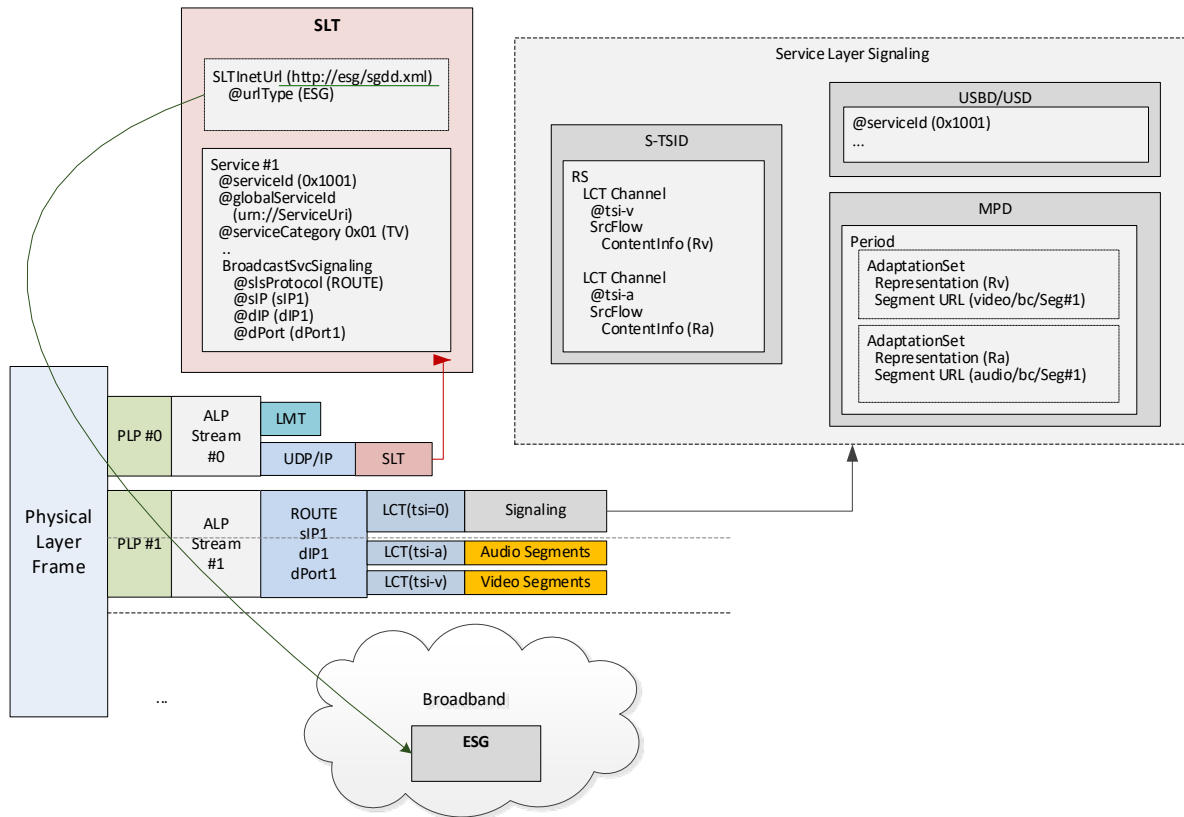 SLT
SLTInetUrl (http://esg/sgdd.xml)
@urlType (ESG)
Service #1
@serviceId (0x1001)
@globalServiceId
(urn://ServiceUri)
@serviceCategory 0x01 (TV)
..
BroadcastSvcSignaling
@slsProtocol (ROUTE)
@sIP (sIP1)
@dIP (dIP1)
@dPort (dPort1)
Service Layer Signaling
S-TSID
RS
LCT Channel
@tsi-v
SrcFlow
ContentInfo (Rv)
LCT Channel
@tsi-a
SrcFlow
ContentInfo (Ra)
USBD/USD
@serviceId (0x1001)
...
MPD
Period
AdaptationSet
Representation (Rv)
Segment URL (video/bc/Seg#1)
AdaptationSet
Representation (Ra)
Segment URL (audio/bc/Seg#1)
Physical
Layer
Frame
PLP #0
ALP
Stream
#0
LMT
UDP/IP
SLT
PLP #1
ALP
Stream
#1
ROUTE
sIP1
dIP1
dPort1
LCT(tsi=0)
Signaling
LCT(tsi-a)
Audio Segments
LCT(tsi-v)
Video Segments
...
Broadband
ESG